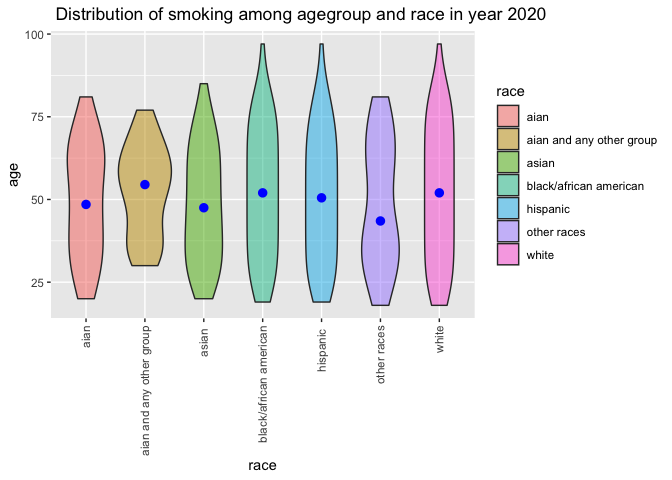 Distribution of smoking among agegroup and race in year 2020
100
75
50
25
age
aian
aian and any other group
asian
black/african american
hispanic
other races
white
race
race
aian
aian and any other group
asian
black/african american
hispanic
other races
white